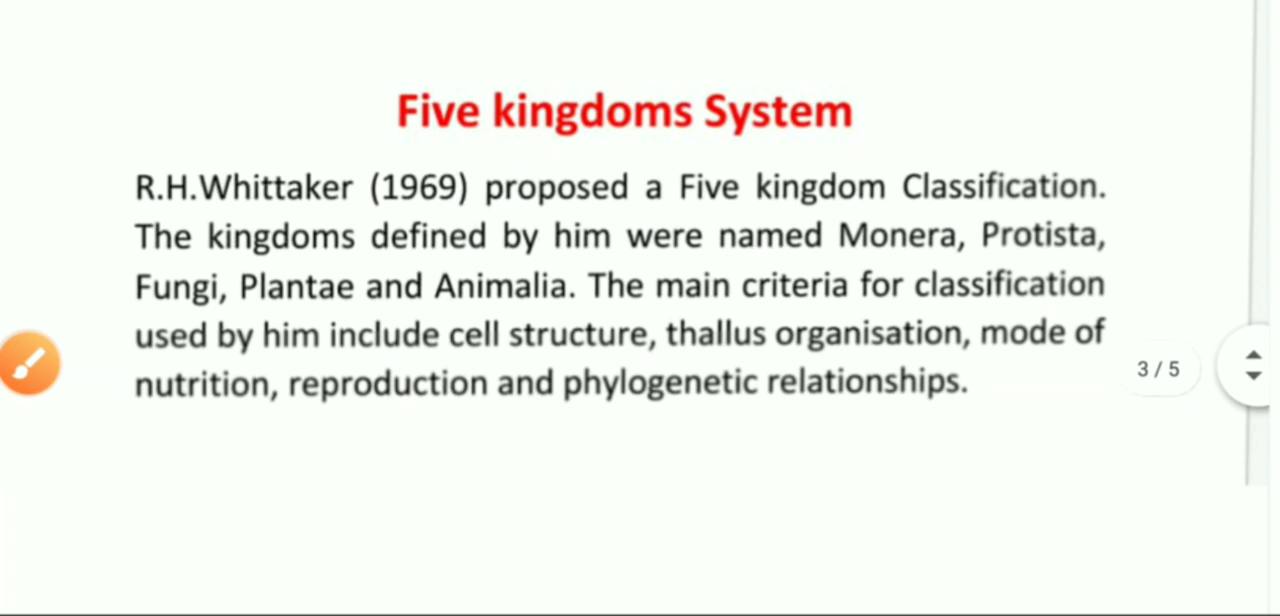 Five kingdoms System
R.H.Whittaker (1969) proposed a Five kingdom Classification.
The kingdoms defined by him were named Monera, Protista,
Fungi, Plantae and Animalia. The main criteria for classification
used by him include cell structure, thallus organisation, mode of
nutrition, reproduction and phylogenetic relationships.
3 / 5